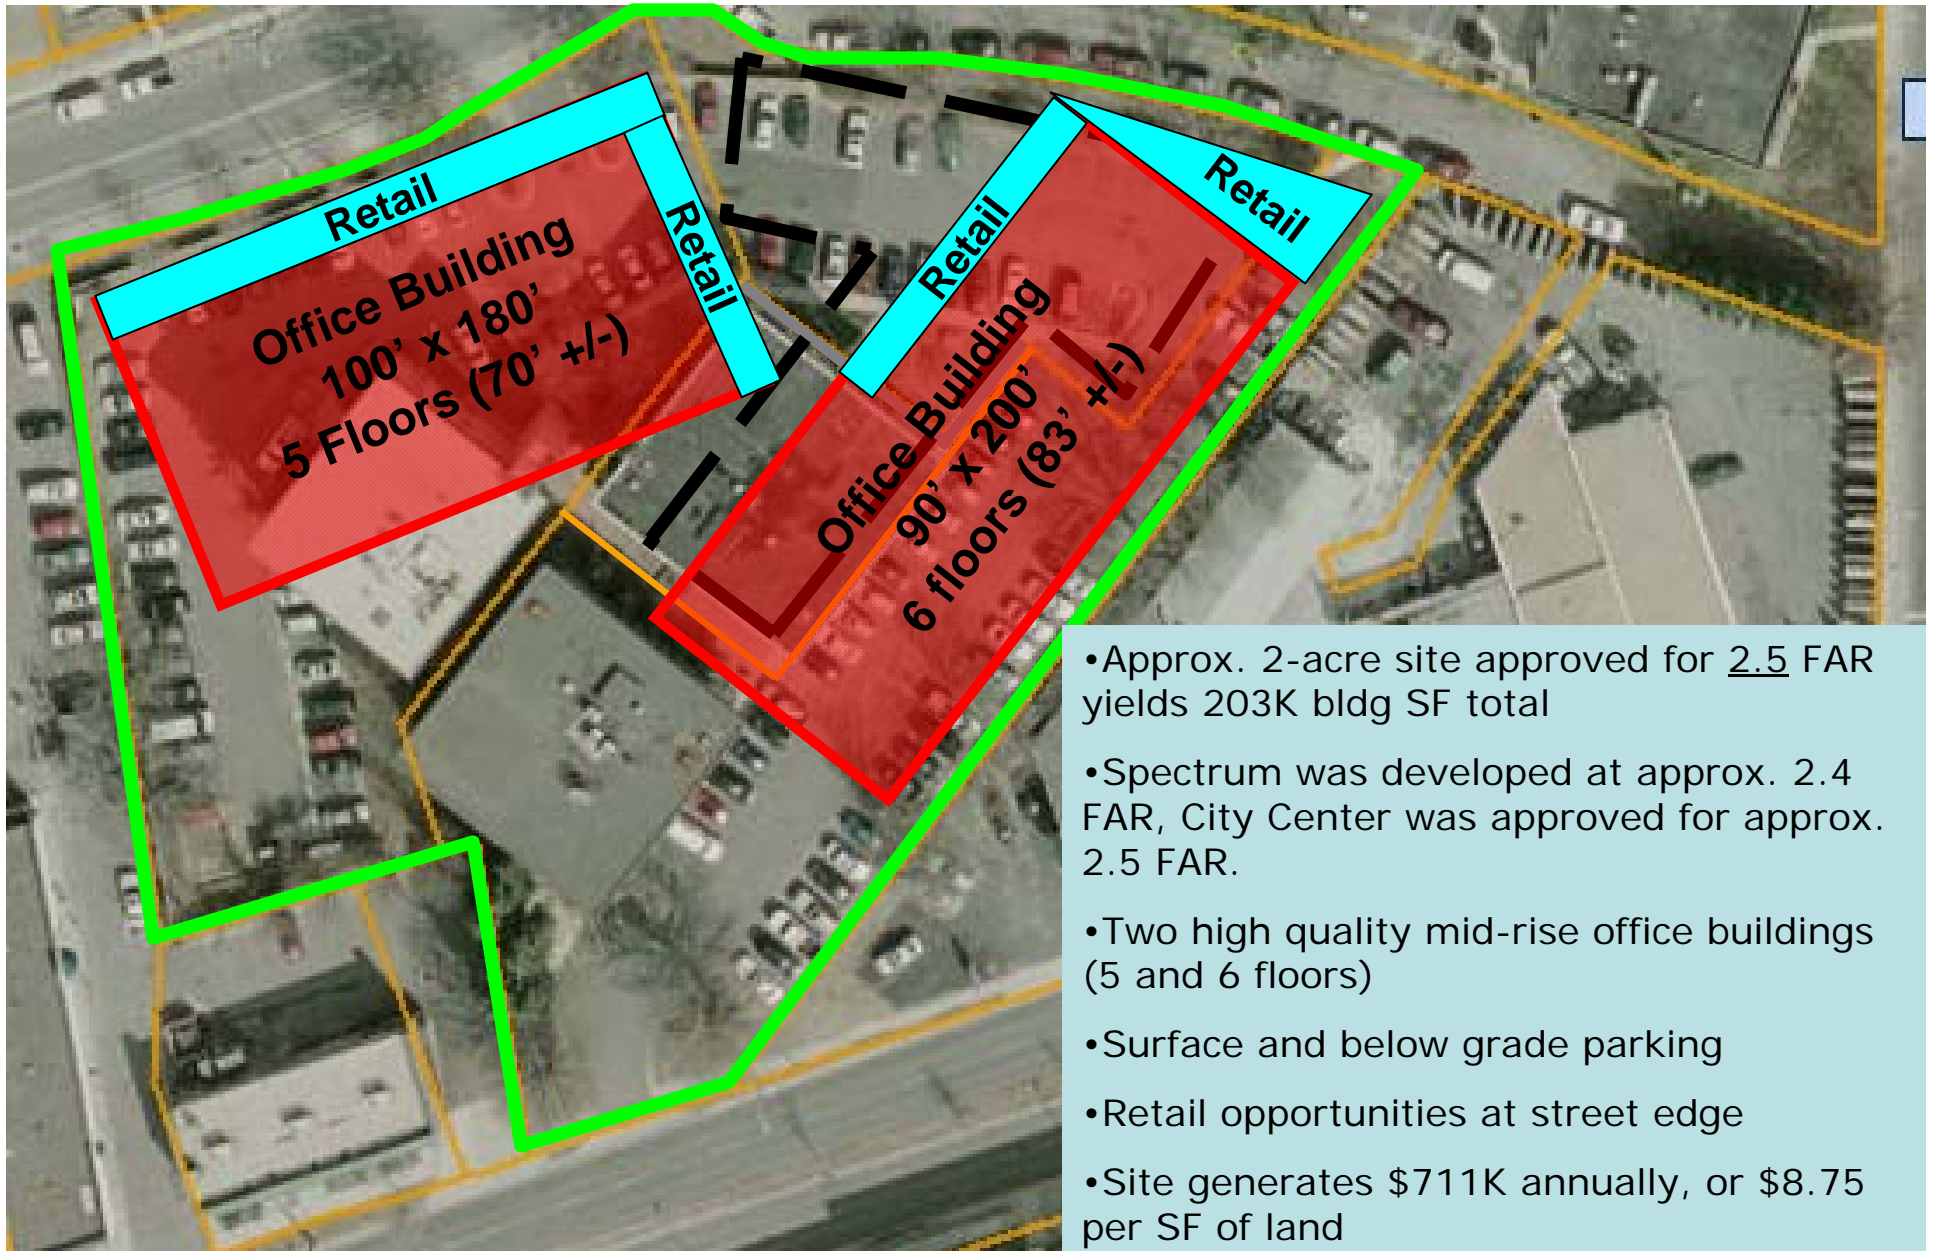 Retail
Office Building
100’ x 180’
5 Floors (70’ +/-)
Retail
Retail
Office Building
90’ x 200’
6 floors (83’ +/-)
Retail
•Approx. 2-acre site approved for 2.5 FAR
yields 203K bldg SF total
•Spectrum was developed at approx. 2.4
FAR, City Center was approved for approx.
2.5 FAR.
•Two high quality mid-rise office buildings
(5 and 6 floors)
•Surface and below grade parking
•Retail opportunities at street edge
•Site generates $711K annually, or $8.75
per SF of land